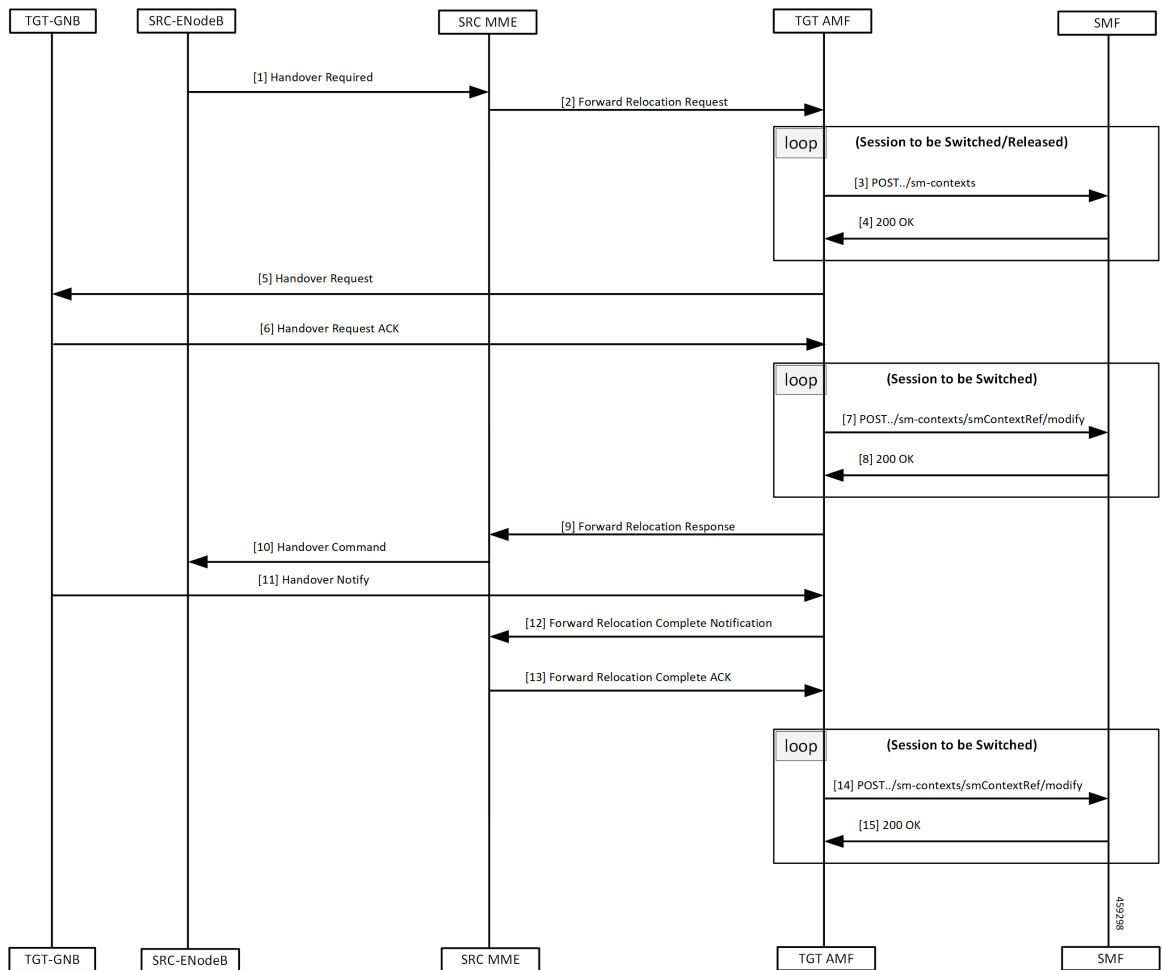 TGT-GNB
SRC-ENodeB
SRC MME
TGT AMF
SMF
[1] Handover Required
[2] Forward Relocation Request
loop
(Session to be Switched/Released)
[3] POST../sm-contexts
[4] 200 OK
[5] Handover Request
[6] Handover Request ACK
loop
(Session to be Switched)
[7] POST../sm-contexts/smContextRef/modify
[8] 200 OK
[9] Forward Relocation Response
[10] Handover Command
[11] Handover Notify
[12] Forward Relocation Complete Notification
[13] Forward Relocation Complete ACK
loop
(Session to be Switched)
[14] POST../sm-contexts/smContextRef/modify
[15] 200 OK
459298
TGT-GNB
SRC-ENodeB
SRC MME
TGT AMF
SMF